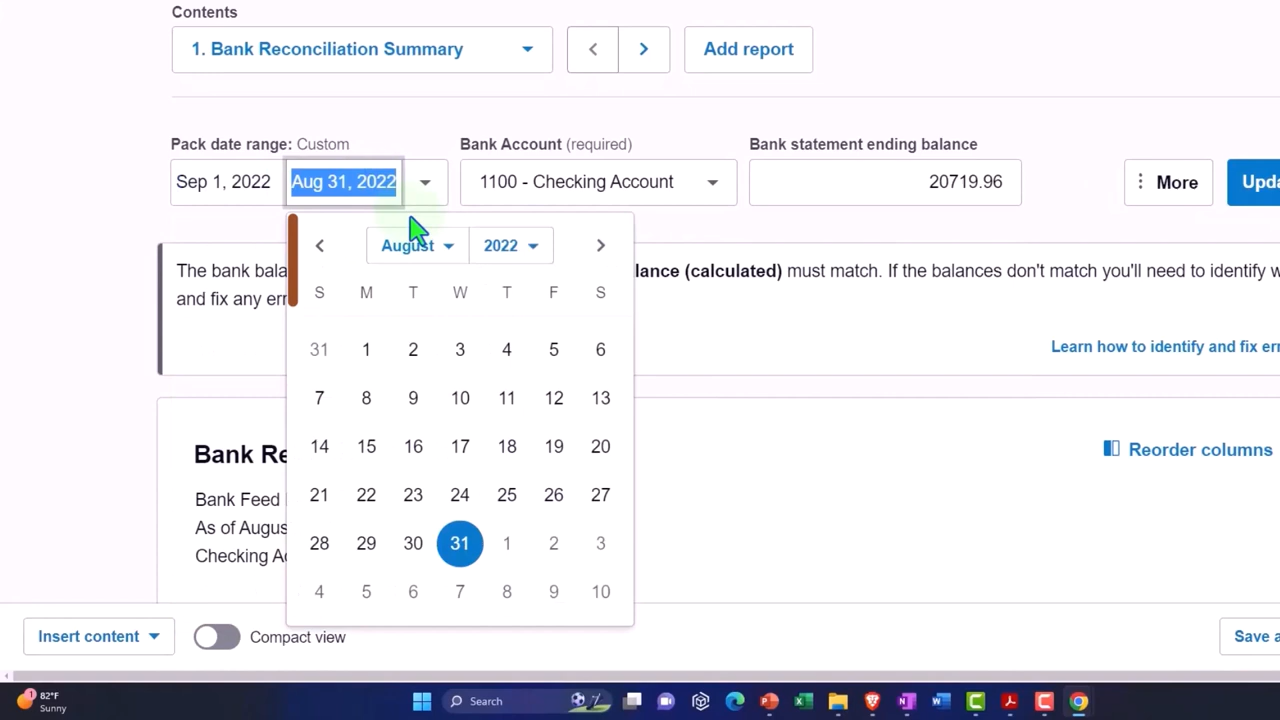 Contents
1. Bank Reconciliation Summary
Add report
Pack date range: Custom
Bank Account (required)
Bank statement ending balance
Sep 1, 2022
Aug 31, 2022
1100 - Checking Account
20719.96
More
Upda
August
2022
The bank bala
lance (calculated) must match. If the balances don't match you'll need to identify w
and fix any err
S M T W T F S
31 1 2 3 4 5 6
Learn how to identify and fix err
7 8 9 10 11 12 13
14 15 16 17 18 19 20
Bank Re
Reorder columns
21 22 23 24 25 26 27
Bank Feed
As of Augus
28 29 30 31 1 2 3
Checking Ac
4 5 6 7 8 9 10
Insert content
Compact view
Save a
1
82°F
Sunny
Search